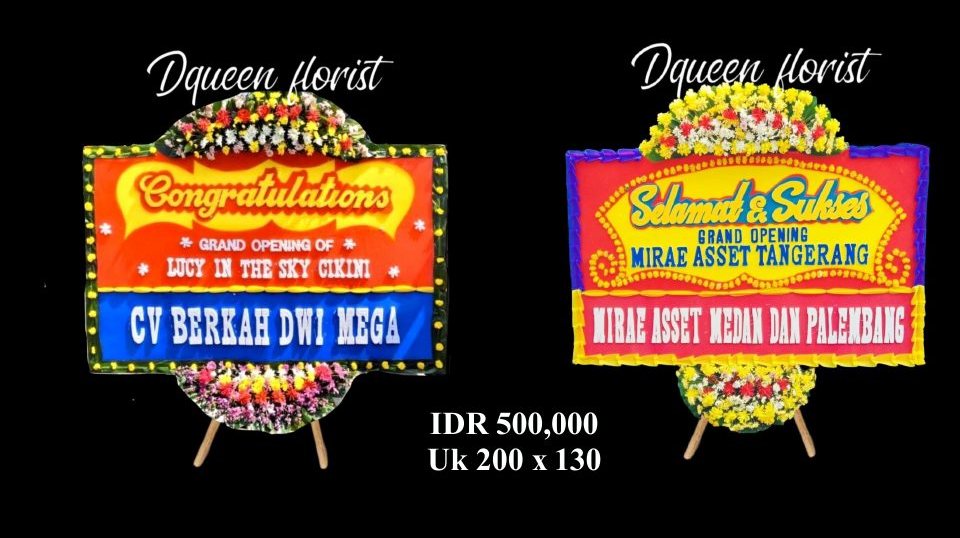 Dqueen florist
Congratulations
* GRAND OPENING OF *
* LUCY IN THE SKY CIKINI *
CV BERKAH DWI MEGA
Dqueen florist
Selamat & Sukses
GRAND OPENING
MIRAE ASSET TANGERANG
MIRAE ASSET MEDAN DAN PALEMBANG
IDR 500,000
Uk 200 x 130